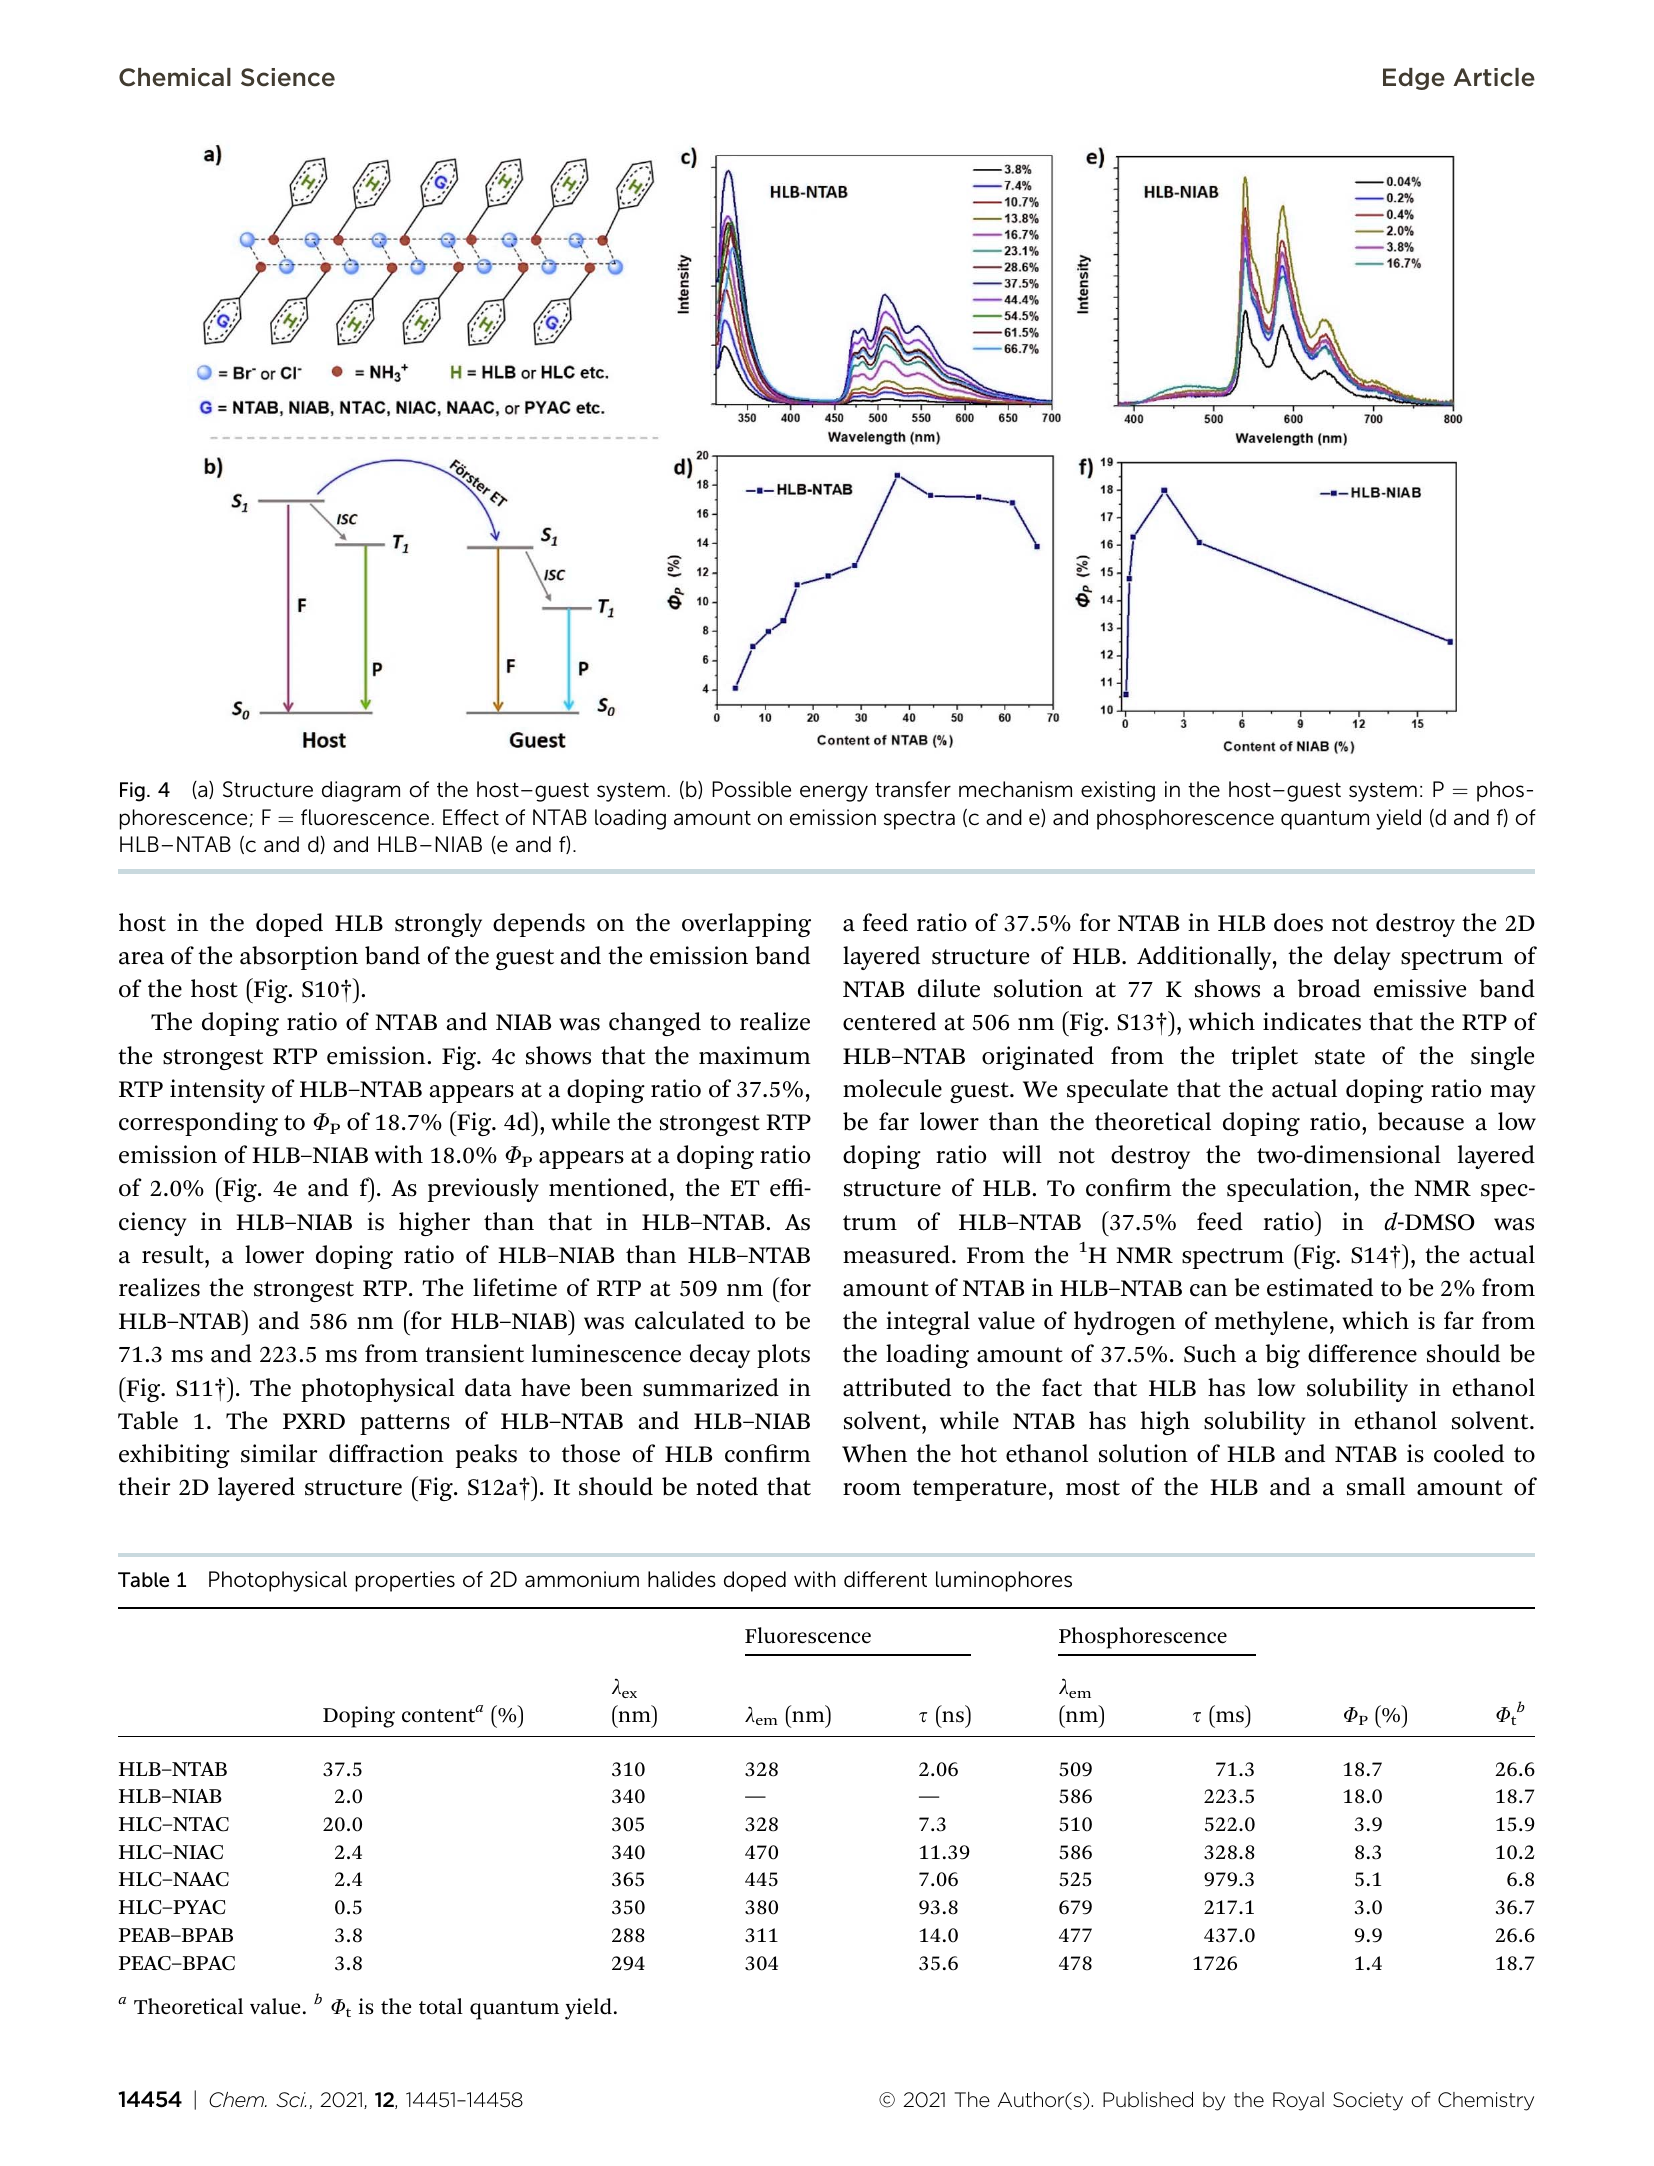 Chemical Science
Edge Article
a)
H
H
G
H
H
H
G
H
H
H
H
G
= Br- or Cl-
= NH3+
H = HLB or HLC etc.
G = NTAB, NIAB, NTAC, NIAC, NAAC, or PYAC etc.
b)
Förster ET
S1
ISC
T1
S1
ISC
T1
F
P
F
P
S0
S0
Host
Guest
c)
HLB-NTAB
3.8%
7.4%
10.7%
13.8%
16.7%
23.1%
28.6%
37.5%
44.4%
54.5%
61.5%
66.7%
Intensity
350 400 450 500 550 600 650 700
Wavelength (nm)
e)
HLB-NIAB
0.04%
0.2%
0.4%
2.0%
3.8%
16.7%
Intensity
400 500 600 700 800
Wavelength (nm)
d)
HLB-NTAB
20
18
16
14
12
10
8
6
4
ΦP (%)
0 10 20 30 40 50 60 70
Content of NTAB (%)
f)
HLB-NIAB
19
18
17
16
15
14
13
12
11
10
ΦP (%)
0 3 6 9 12 15
Content of NIAB (%)
Fig. 4 (a) Structure diagram of the host–guest system. (b) Possible energy transfer mechanism existing in the host–guest system: P = phos-
phorescence; F = fluorescence. Effect of NTAB loading amount on emission spectra (c and e) and phosphorescence quantum yield (d and f) of
HLB–NTAB (c and d) and HLB–NIAB (e and f).
host in the doped HLB strongly depends on the overlapping
area of the absorption band of the guest and the emission band
of the host (Fig. S10†).
The doping ratio of NTAB and NIAB was changed to realize
the strongest RTP emission. Fig. 4c shows that the maximum
RTP intensity of HLB–NTAB appears at a doping ratio of 37.5%,
corresponding to ΦP of 18.7% (Fig. 4d), while the strongest RTP
emission of HLB–NIAB with 18.0% ΦP appears at a doping ratio
of 2.0% (Fig. 4e and f). As previously mentioned, the ET effi-
ciency in HLB–NIAB is higher than that in HLB–NTAB. As
a result, a lower doping ratio of HLB–NIAB than HLB–NTAB
realizes the strongest RTP. The lifetime of RTP at 509 nm (for
HLB–NTAB) and 586 nm (for HLB–NIAB) was calculated to be
71.3 ms and 223.5 ms from transient luminescence decay plots
(Fig. S11†). The photophysical data have been summarized in
Table 1. The PXRD patterns of HLB–NTAB and HLB–NIAB
exhibiting similar diffraction peaks to those of HLB confirm
their 2D layered structure (Fig. S12a†). It should be noted that
a feed ratio of 37.5% for NTAB in HLB does not destroy the 2D
layered structure of HLB. Additionally, the delay spectrum of
NTAB dilute solution at 77 K shows a broad emissive band
centered at 506 nm (Fig. S13†), which indicates that the RTP of
HLB–NTAB originated from the triplet state of the single
molecule guest. We speculate that the actual doping ratio may
be far lower than the theoretical doping ratio, because a low
doping ratio will not destroy the two-dimensional layered
structure of HLB. To confirm the speculation, the NMR spec-
trum of HLB–NTAB (37.5% feed ratio) in d-DMSO was
measured. From the 1H NMR spectrum (Fig. S14†), the actual
amount of NTAB in HLB–NTAB can be estimated to be 2% from
the integral value of hydrogen of methylene, which is far from
the loading amount of 37.5%. Such a big difference should be
attributed to the fact that HLB has low solubility in ethanol
solvent, while NTAB has high solubility in ethanol solvent.
When the hot ethanol solution of HLB and NTAB is cooled to
room temperature, most of the HLB and a small amount of
Table 1 Photophysical properties of 2D ammonium halides doped with different luminophores
Fluorescence Phosphorescence
Doping content^a (%) λex (nm) λem (nm) τ (ns) λem (nm) τ (ms) ΦP (%) Φt^b
HLB–NTAB 37.5 310 328 2.06 509 71.3 18.7 26.6
HLB–NIAB 2.0 340 — — 586 223.5 18.0 18.7
HLC–NTAC 20.0 305 328 7.3 510 522.0 3.9 15.9
HLC–NIAC 2.4 340 470 11.39 586 328.8 8.3 10.2
HLC–NAAC 2.4 365 445 7.06 525 979.3 5.1 6.8
HLC–PYAC 0.5 350 380 93.8 679 217.1 3.0 36.7
PEAB–BPAB 3.8 288 311 14.0 477 437.0 9.9 26.6
PEAC–BPAC 3.8 294 304 35.6 478 1726 1.4 18.7
a Theoretical value. b Φt is the total quantum yield.
14454 | Chem. Sci., 2021, 12, 14451–14458
© 2021 The Author(s). Published by the Royal Society of Chemistry